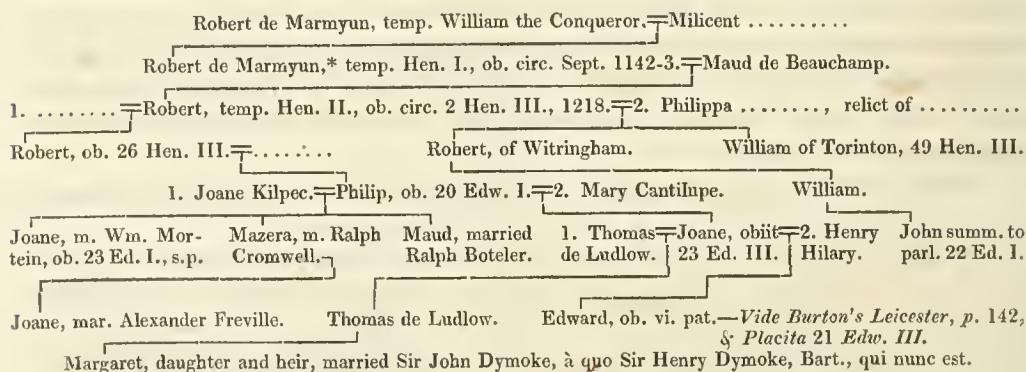 Robert de Marmyun, temp. William the Conqueror.=Milicent ..........
Robert de Marmyun,* temp. Hen. I., ob. circ. Sept. 1142-3.=Maud de Beauchamp.
1. ........=Robert, temp. Hen. II., ob. circ. 2 Hen. III., 1218.=2. Philippa ........, relict of ..........
Robert, ob. 26 Hen. III.=........ Robert, of Witringham. William of Torinton, 49 Hen. III.
1. Joane Kilpec.=Philip, ob. 20 Edw. 1.=2. Mary Cantilupe. William.
Joane, m. Wm. Mor- Mazera, m. Ralph Maud, married 1. Thomas=Joane, obiit=2. Henry John summ. to
tein, ob. 23 Ed. I., s.p. Cromwell. Ralph Boteler. de Ludlow. 23 Ed. III. Hilary. parl. 22 Ed. I.
Joane, mar. Alexander Freville. Thomas de Ludlow. Edward, ob. vi. pat.—Vide Burton's Leicester, p. 142,
& Placita 21 Edw. III.
Margaret, daughter and heir, married Sir John Dymoke, à quo Sir Henry Dymoke, Bart., qui nunc est.